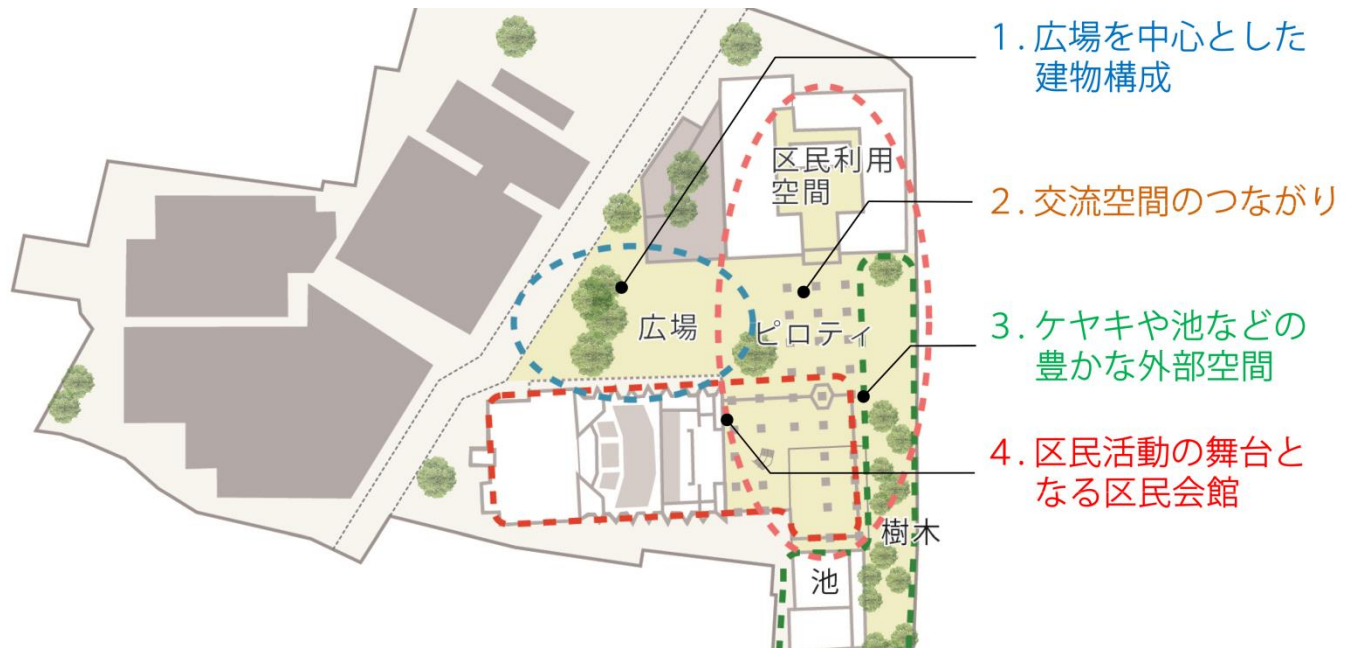 1. 広場を中心とした
建物構成
区民利用
空間
2. 交流空間のつながり
広場
ピロティ
3. ケヤキや池などの
豊かな外部空間
4. 区民活動の舞台と
なる区民会館
樹木
池